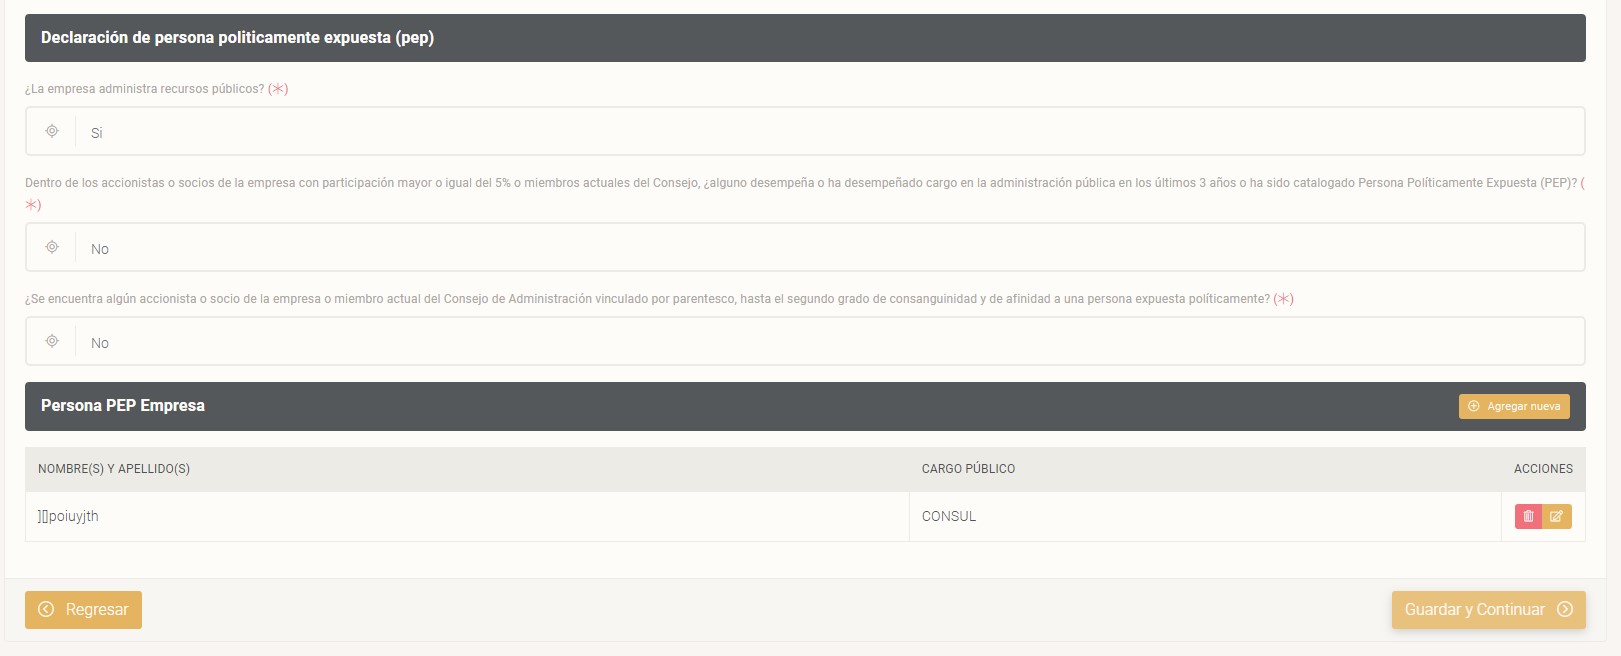 Declaración de persona politicamente expuesta (pep)
¿La empresa administra recursos públicos? (*)
Si
Dentro de los accionistas o socios de la empresa con participación mayor o igual del 5% o miembros actuales del Consejo, ¿alguno desempeña o ha desempeñado cargo en la administración pública en los últimos 3 años o ha sido catalogado Persona Políticamente Expuesta (PEP)? (
*)
No
¿Se encuentra algún accionista o socio de la empresa o miembro actual del Consejo de Administración vinculado por parentesco, hasta el segundo grado de consanguinidad y de afinidad a una persona expuesta políticamente? (*)
No
Persona PEP Empresa
Agregar nueva
NOMBRE(S) Y APELLIDO(S) CARGO PÚBLICO ACCIONES
][]poiuyjth CONSUL
Regresar
Guardar y Continuar